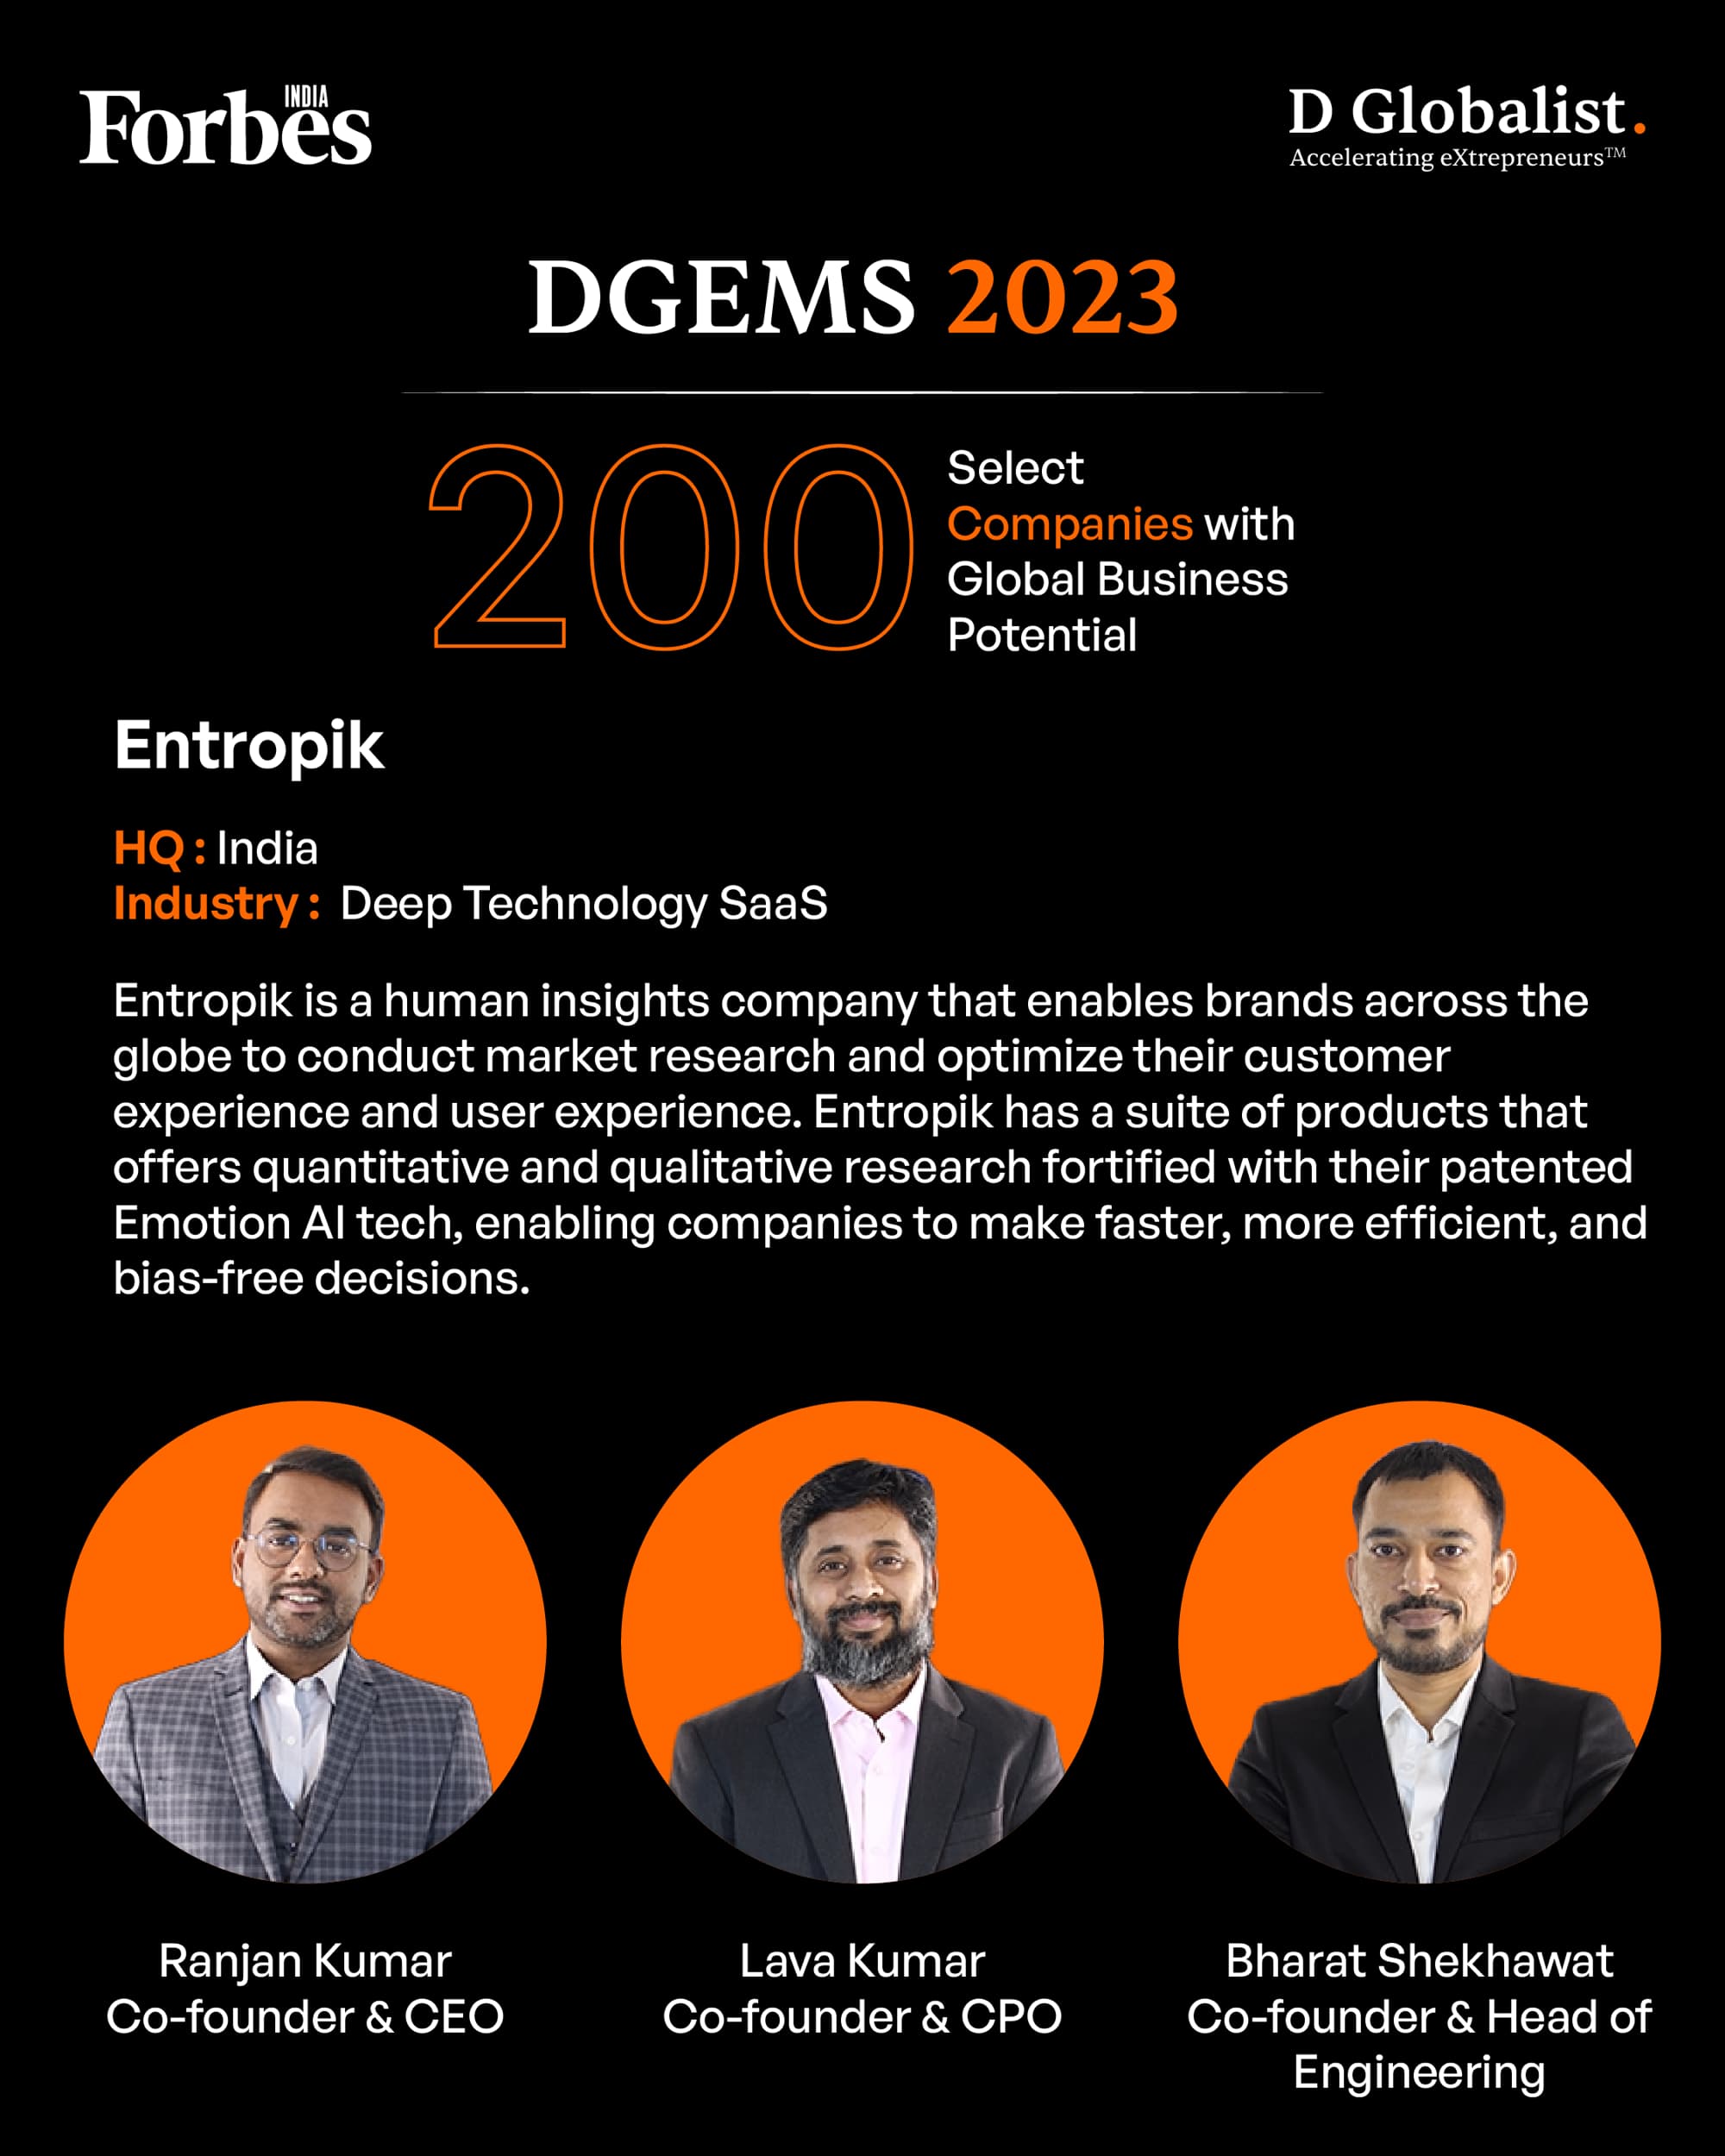 Forbes INDIA
D Globalist.
Accelerating eXtrepreneurs™
DGEMS 2023
200
Select
Companies with
Global Business
Potential
Entropik
HQ : India
Industry : Deep Technology SaaS
Entropik is a human insights company that enables brands across the
globe to conduct market research and optimize their customer
experience and user experience. Entropik has a suite of products that
offers quantitative and qualitative research fortified with their patented
Emotion AI tech, enabling companies to make faster, more efficient, and
bias-free decisions.
Ranjan Kumar
Co-founder & CEO
Lava Kumar
Co-founder & CPO
Bharat Shekhawat
Co-founder & Head of
Engineering